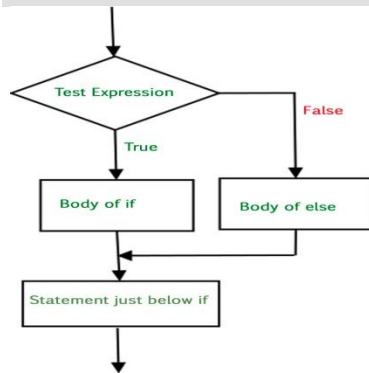 Test Expression
False
True
Body of if
Body of else
Statement just below if